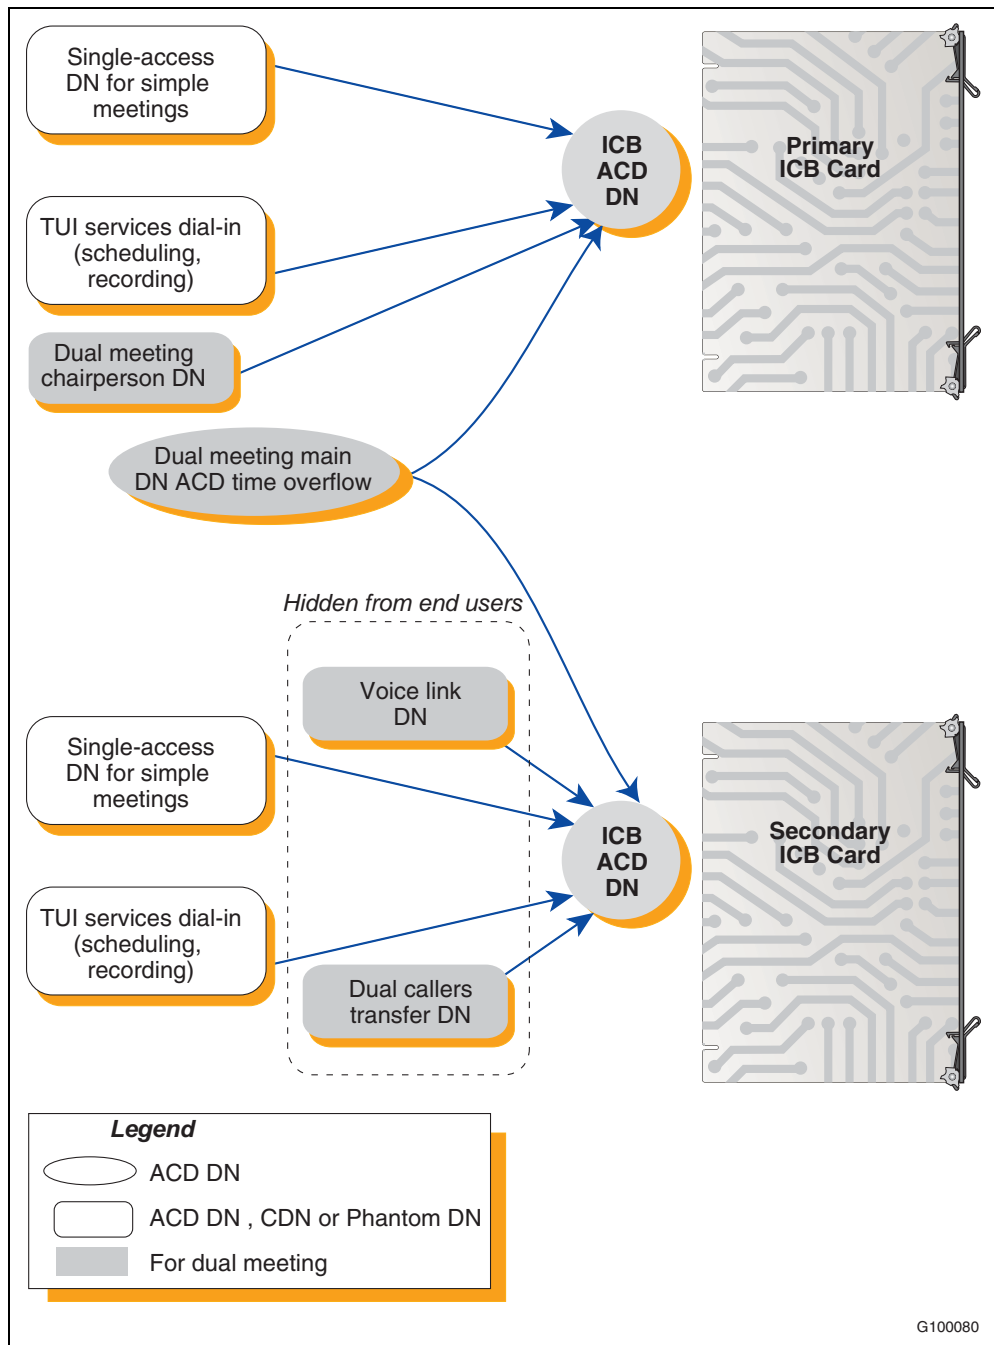 Single-access
DN for simple
meetings
ICB
ACD
DN
Primary
ICB Card
TUI services dial-in
(scheduling,
recording)
Dual meeting
chairperson DN
Dual meeting main
DN ACD time overflow
Hidden from end users
Voice link
DN
Single-access
DN for simple
meetings
ICB
ACD
DN
Secondary
ICB Card
TUI services dial-in
(scheduling,
recording)
Dual callers
transfer DN
Legend
ACD DN
ACD DN , CDN or Phantom DN
For dual meeting
G100080